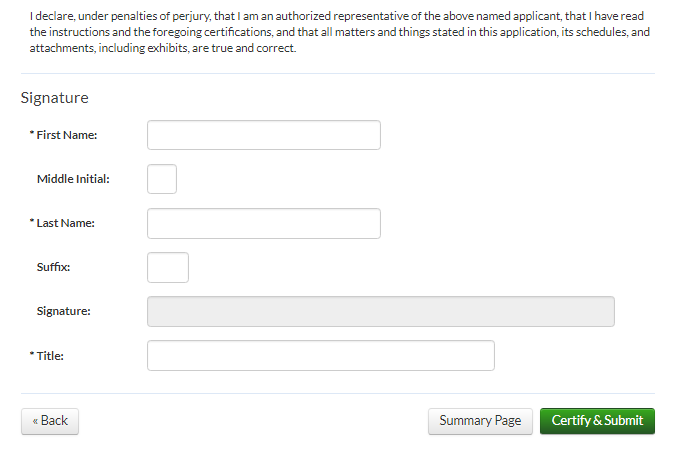 I declare, under penalties of perjury, that I am an authorized representative of the above named applicant, that I have read
the instructions and the foregoing certifications, and that all matters and things stated in this application, its schedules, and
attachments, including exhibits, are true and correct.
Signature
* First Name:
Middle Initial:
* Last Name:
Suffix:
Signature:
* Title:
« Back
Summary Page
Certify & Submit